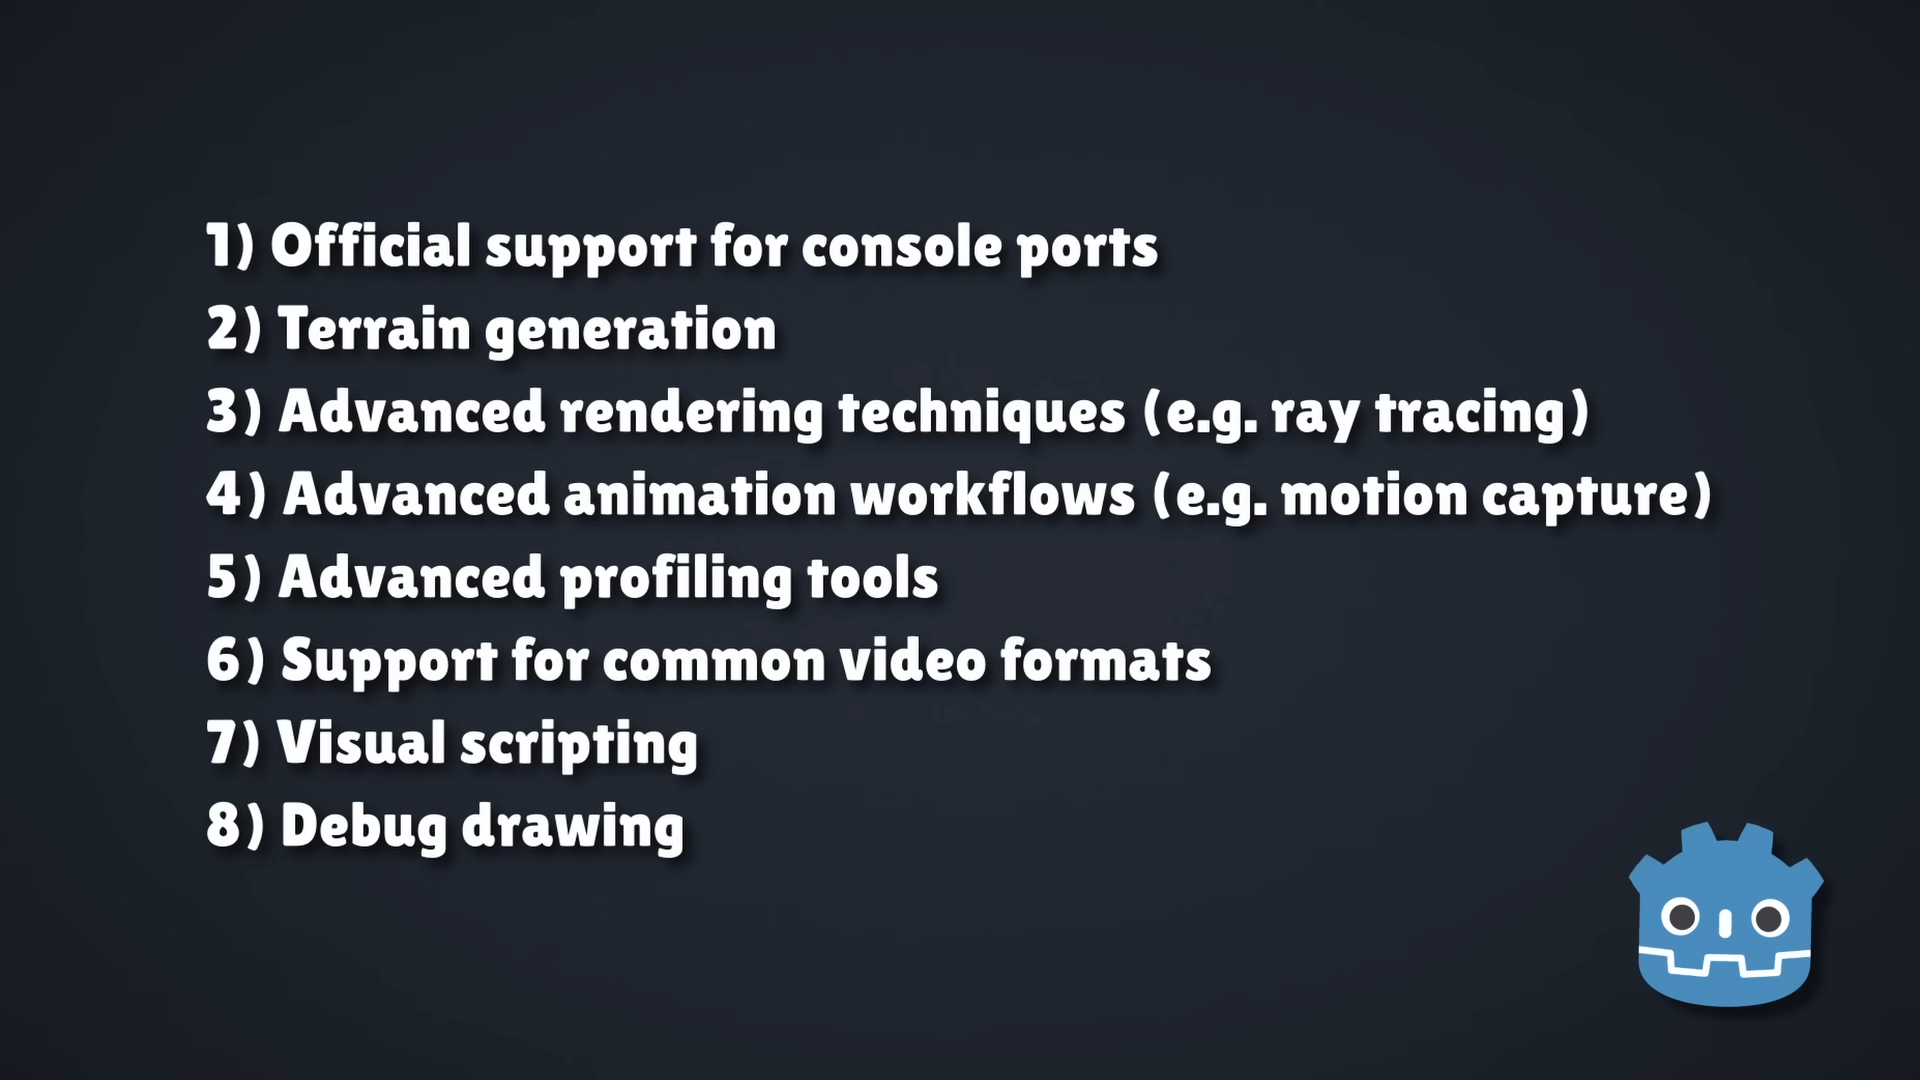 1) Official support for console ports
2) Terrain generation
3) Advanced rendering techniques (e.g. ray tracing)
4) Advanced animation workflows (e.g. motion capture)
5) Advanced profiling tools
6) Support for common video formats
7) Visual scripting
8) Debug drawing